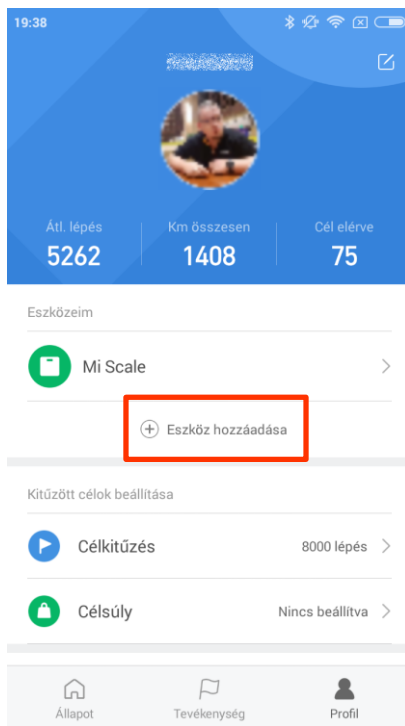 19:38
Átl. lépés
Km összesen
Cél elérve
5262
1408
75
Eszközeim
Mi Scale
Eszköz hozzáadása
Kitűzött célok beállítása
Célkitűzés
8000 lépés
Célsúly
Nincs beállítva
Állapot
Tevékenység
Profil